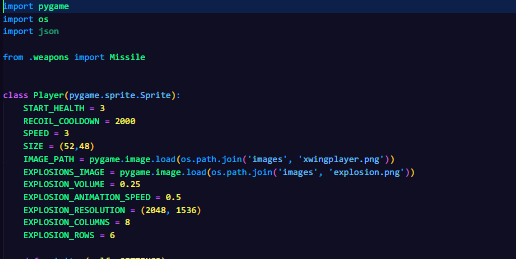 import pygame
import os
import json
from .weapons import Missile
class Player(pygame.sprite.Sprite):
START_HEALTH = 3
RECOIL_COOLDOWN = 2000
SPEED = 3
SIZE = (52,48)
IMAGE_PATH = pygame.image.load(os.path.join('images', 'xwingplayer.png'))
EXPLOSIONS_IMAGE = pygame.image.load(os.path.join('images', 'explosion.png'))
EXPLOSION_VOLUME = 0.25
EXPLOSION_ANIMATION_SPEED = 0.5
EXPLOSION_RESOLUTION = (2048, 1536)
EXPLOSION_COLUMNS = 8
EXPLOSION_ROWS = 6